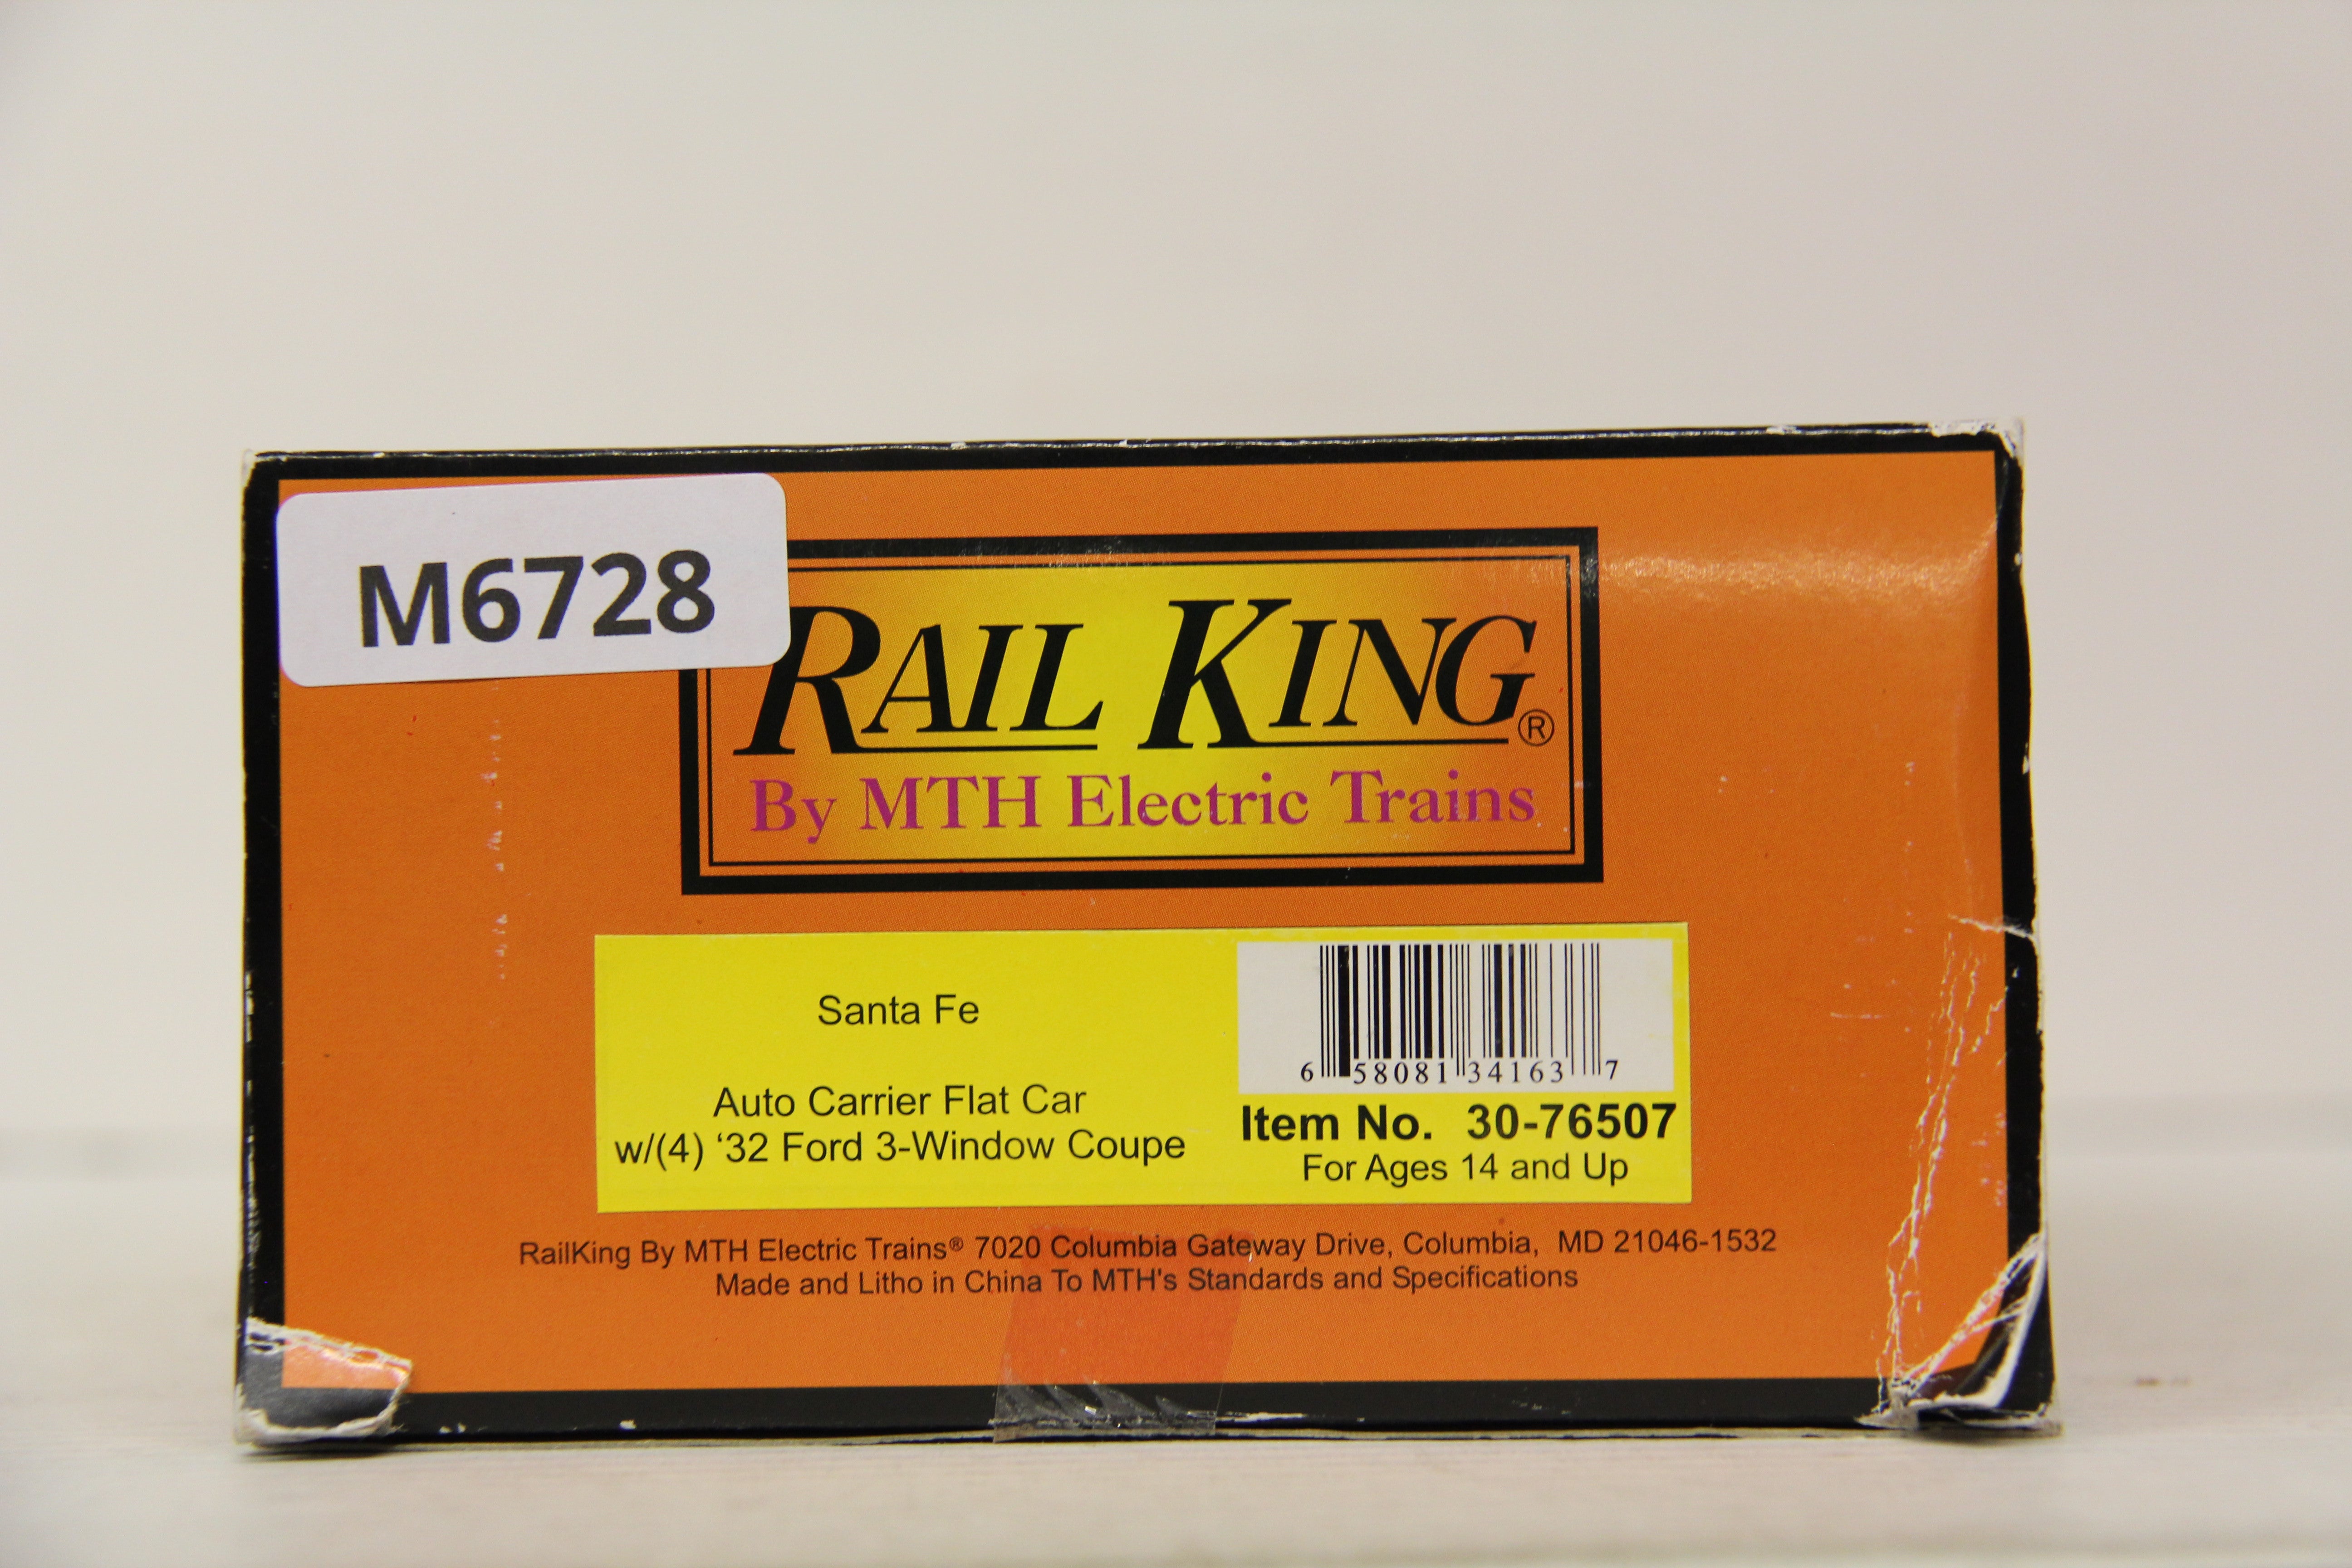 M6728
RAIL KING®
By MTH Electric Trains
Santa Fe
Auto Carrier Flat Car
w/(4) ‘32 Ford 3-Window Coupe
6 58081 34163 7
Item No. 30-76507
For Ages 14 and Up
RailKing By MTH Electric Trains® 7020 Columbia Gateway Drive, Columbia, MD 21046-1532
Made and Litho in China To MTH's Standards and Specifications